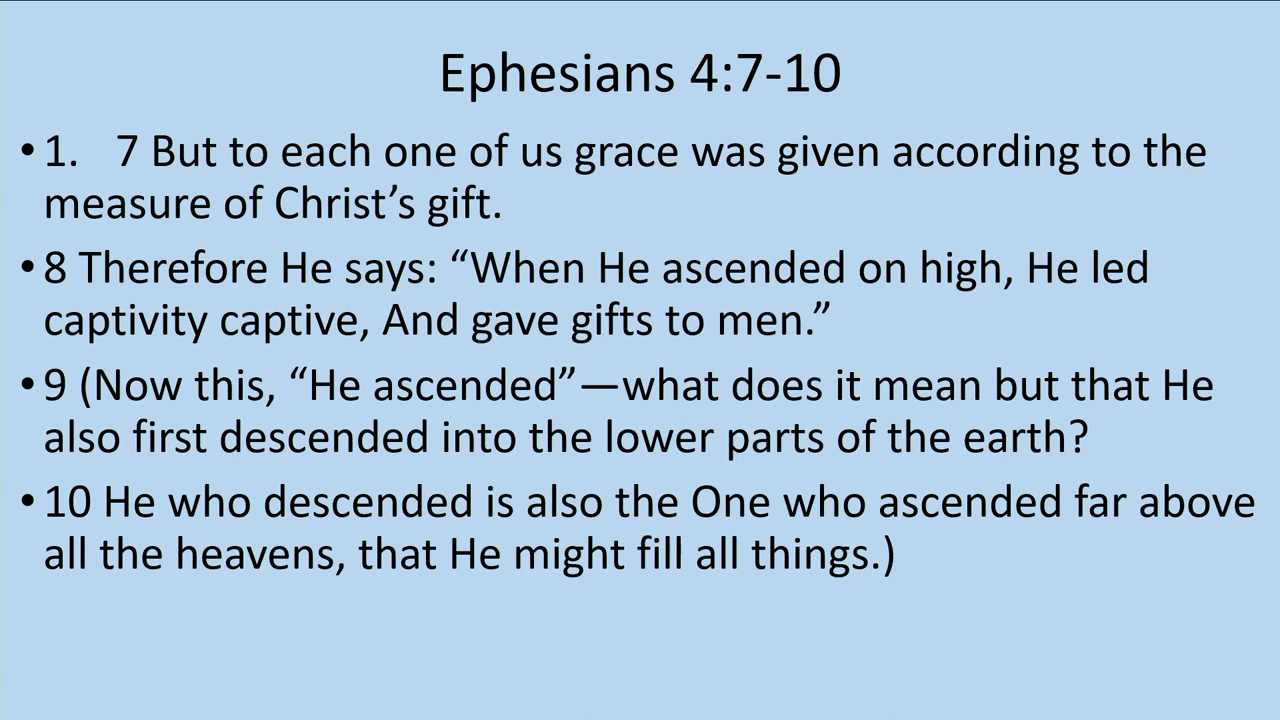 Ephesians 4:7-10
• 1. 7 But to each one of us grace was given according to the
measure of Christ’s gift.
• 8 Therefore He says: “When He ascended on high, He led
captivity captive, And gave gifts to men.”
• 9 (Now this, “He ascended”—what does it mean but that He
also first descended into the lower parts of the earth?
• 10 He who descended is also the One who ascended far above
all the heavens, that He might fill all things.)